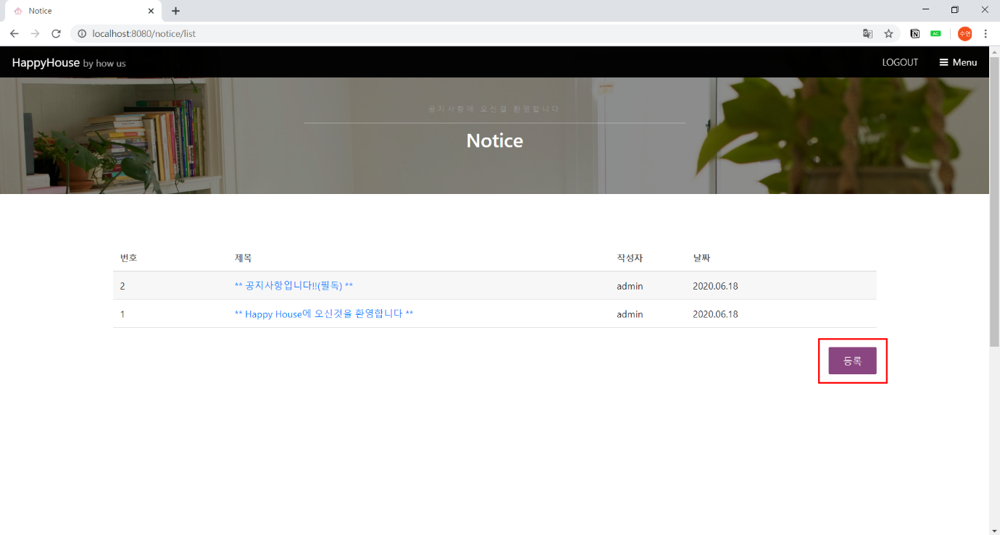 Notice
localhost:8080/notice/list
AC
수연
HappyHouse by how us
LOGOUT
Menu
공지사항에 오신걸 환영합니다
Notice
번호 제목 작성자 날짜
2 ** 공지사항입니다!!(필독) ** admin 2020.06.18
1 ** Happy House에 오신것을 환영합니다 ** admin 2020.06.18
등록